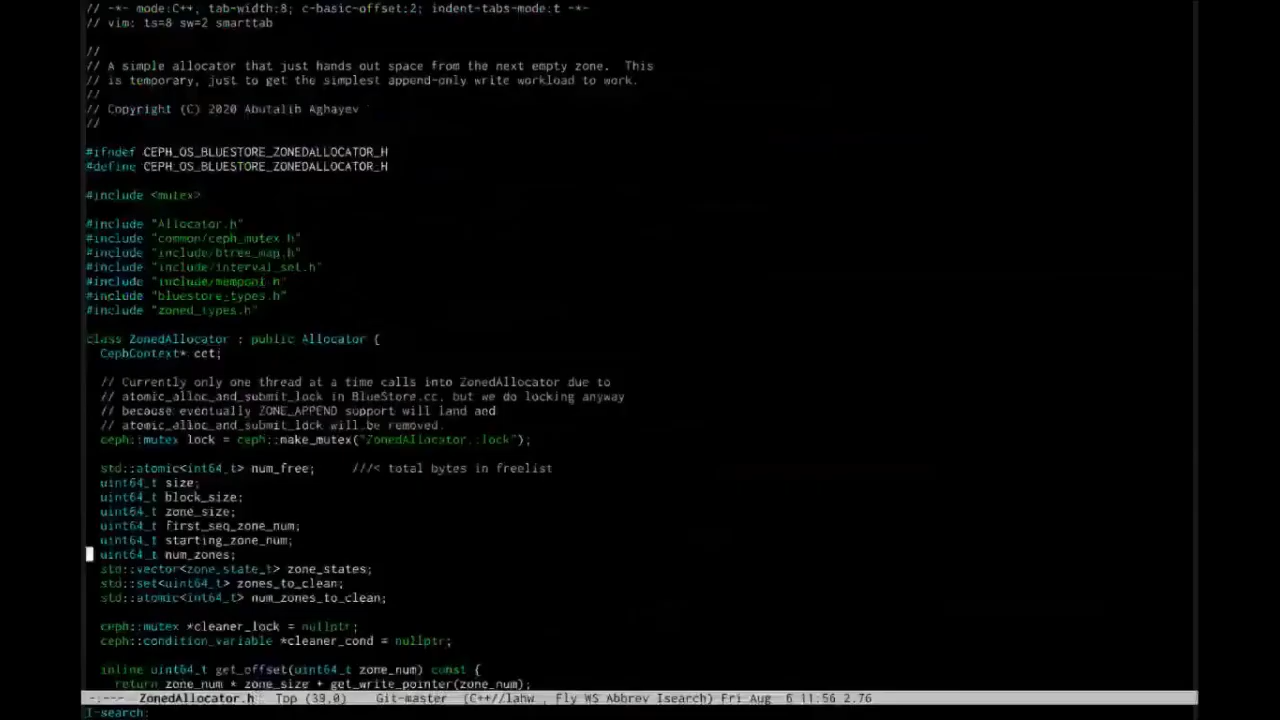 // -*- mode:C++; tab-width:8; c-basic-offset:2; indent-tabs-mode:t -*-
// vim: ts=8 sw=2 smarttab
//
// A simple allocator that just hands out space from the next empty zone.  This
// is temporary, just to get the simplest append-only write workload to work.
//
// Copyright (C) 2020 Abutalib Aghayev
//
#ifndef CEPH_OS_BLUESTORE_ZONEDALLOCATOR_H
#define CEPH_OS_BLUESTORE_ZONEDALLOCATOR_H
#include <mutex>
#include "Allocator.h"
#include "common/ceph_mutex.h"
#include "include/btree_map.h"
#include "include/interval_set.h"
#include "include/mempool.h"
#include "bluestore_types.h"
#include "zoned_types.h"
class ZonedAllocator : public Allocator {
CephContext* cct;
// Currently only one thread at a time calls into ZonedAllocator due to
// atomic_alloc_and_submit_lock in BlueStore.cc, but we do locking anyway
// because eventually ZONE_APPEND support will land and
// atomic_alloc_and_submit_lock will be removed.
ceph::mutex lock = ceph::make_mutex("ZonedAllocator::lock");
std::atomic<int64_t> num_free;     ///< total bytes in freelist
uint64_t size;
uint64_t block_size;
uint64_t zone_size;
uint64_t first_seq_zone_num;
uint64_t starting_zone_num;
uint64_t num_zones;
std::vector<zone_state_t> zone_states;
std::set<uint64_t> zones_to_clean;
std::atomic<int64_t> num_zones_to_clean;
ceph::mutex *cleaner_lock = nullptr;
ceph::condition_variable *cleaner_cond = nullptr;
inline uint64_t get_offset(uint64_t zone_num) const {
return zone_num * zone_size + get_write_pointer(zone_num);
-:--- ZonedAllocator.h Top (39,0) Git-master (C++//lahw , Fly WS Abbrev Isearch) Fri Aug 6 11:56 2.76
I-search: